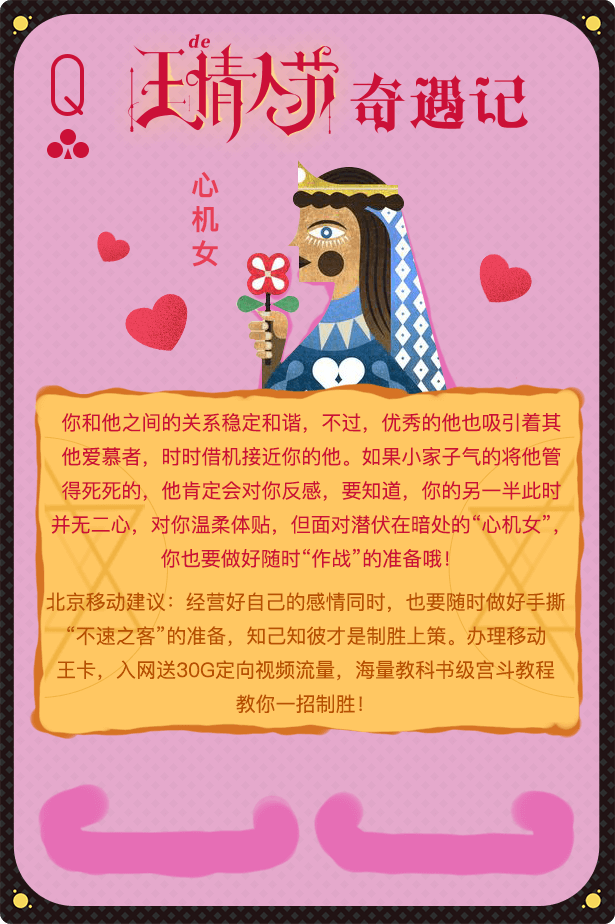 Q
de
王情人节奇遇记
心机女
你和他之间的关系稳定和谐，不过，优秀的他也吸引着其
他爱慕者，时时借机接近你的他。如果小家子气的将他管
得死死的，他肯定会对你反感，要知道，你的另一半此时
并无二心，对你温柔体贴，但面对潜伏在暗处的“心机女”，
你也要做好随时“作战”的准备哦！
北京移动建议：经营好自己的感情同时，也要随时做好手撕
“不速之客”的准备，知己知彼才是制胜上策。办理移动
王卡，入网送30G定向视频流量，海量教科书级宫斗教程
教你一招制胜！